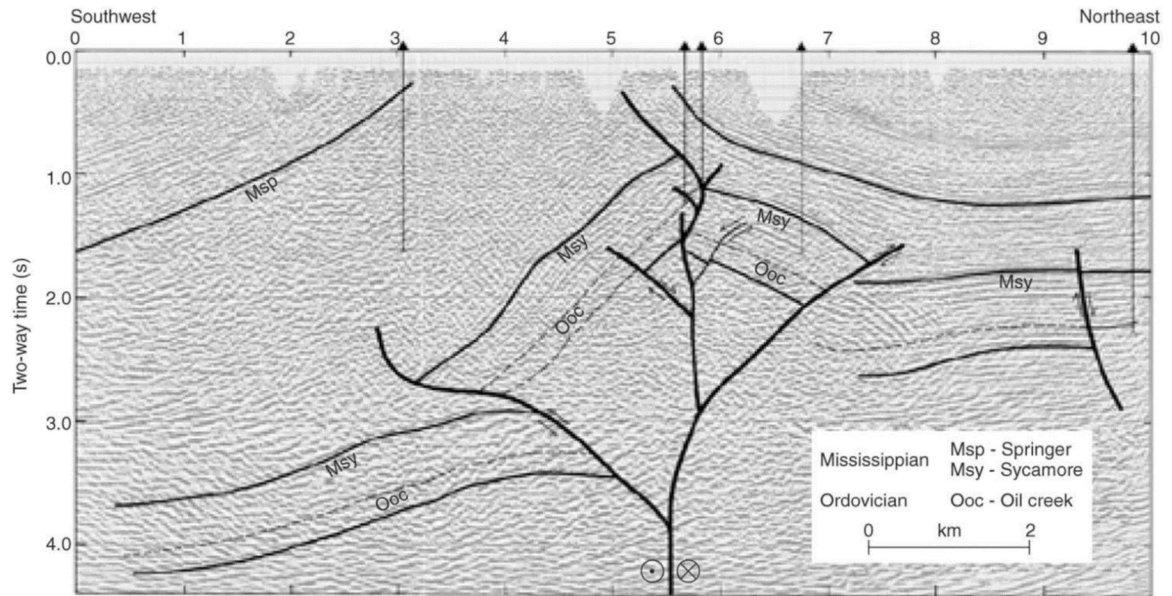 Southwest Northeast
0 1 2 3 4 5 6 7 8 9 10
0.0
1.0
2.0
3.0
4.0
Two-way time (s)
Msp
Msy
Msy
Ooc
Ooc
Msy
Msy
Ooc
Mississippian Msp - Springer
Msy - Sycamore
Ordovician Ooc - Oil creek
0 km 2